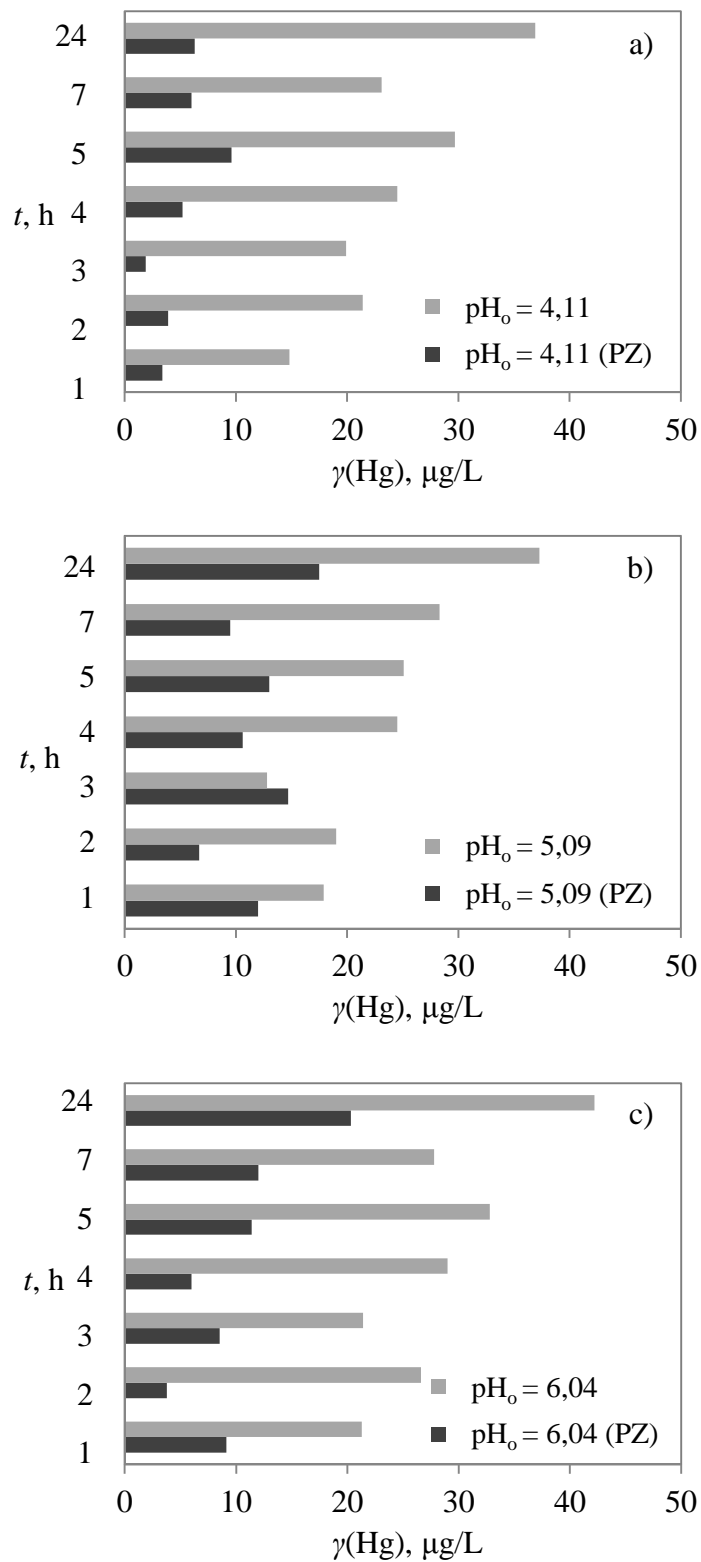 a)
24
7
5
t, h 4
3
pHₒ = 4,11
2
pHₒ = 4,11 (PZ)
1
0 10 20 30 40 50
γ(Hg), µg/L
b)
24
7
5
4
t, h
3
pHₒ = 5,09
2
pHₒ = 5,09 (PZ)
1
0 10 20 30 40 50
γ(Hg), µg/L
24 c)
7
5
t, h 4
3
2 pHₒ = 6,04
pHₒ = 6,04 (PZ)
1
0 10 20 30 40 50
γ(Hg), µg/L